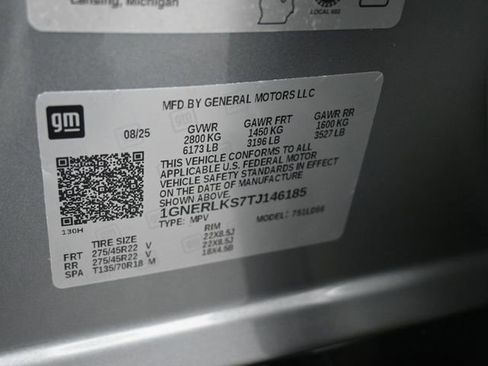 Lansing, Michigan
LOCAL 602
gm
MFD BY GENERAL MOTORS LLC
08/25 GVWR GAWR FRT GAWR RR
2800 KG 1450 KG 1600 KG
6173 LB 3196 LB 3527 LB
THIS VEHICLE CONFORMS TO ALL
APPLICABLE U.S. FEDERAL MOTOR
VEHICLE SAFETY STANDARDS IN EFFECT
ON THE DATE OF MANUFACTURE
SHOWN ABOVE.
1GNERLKS7TJ146185
130H TYPE: MPV MODEL:
TIRE SIZE RIM
FRT 275/45R22 V 22X8.5J
RR 275/45R22 V 22X8.5J
SPA T135/70R18 M 18X4.5B